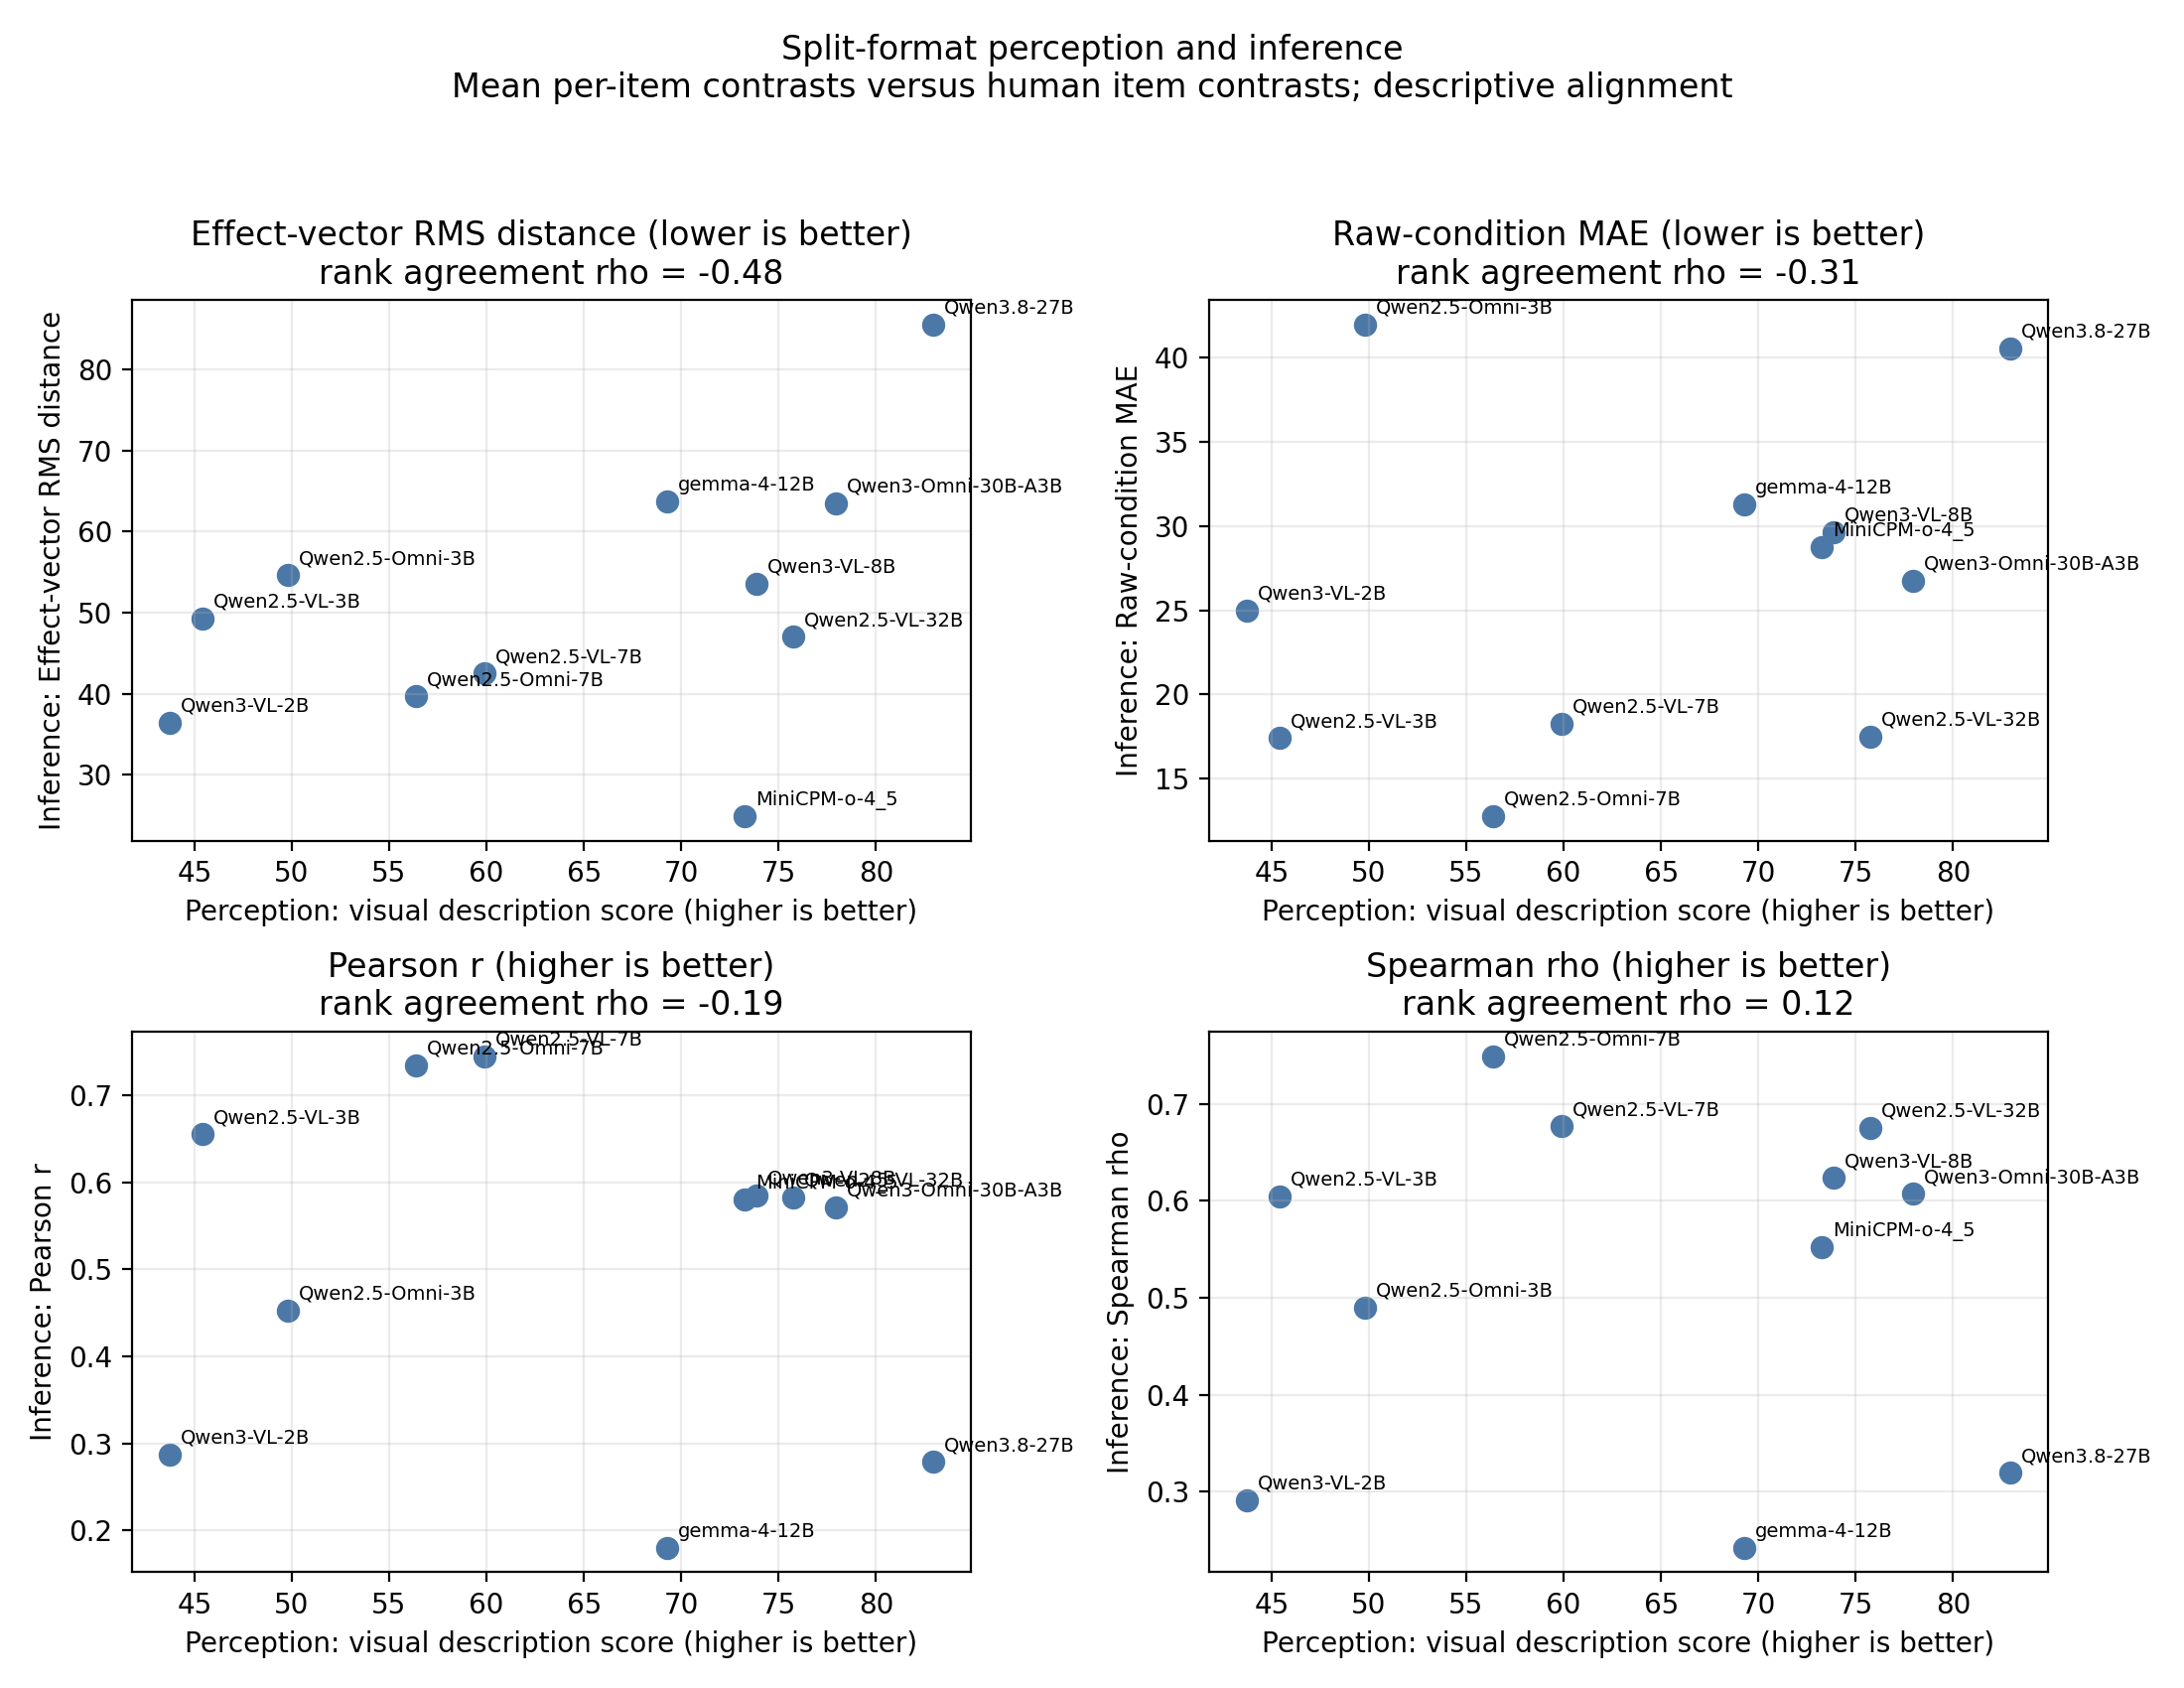 Split-format perception and inference
Mean per-item contrasts versus human item contrasts; descriptive alignment
Effect-vector RMS distance (lower is better)
rank agreement rho = -0.48
Inference: Effect-vector RMS distance
80
70
60
50
40
30
Qwen3.8-27B
gemma-4-12B
Qwen3-Omni-30B-A3B
Qwen2.5-Omni-3B
Qwen3-VL-8B
Qwen2.5-VL-3B
Qwen2.5-VL-32B
Qwen2.5-VL-7B
Qwen2.5-Omni-7B
Qwen3-VL-2B
MiniCPM-o-4_5
45 50 55 60 65 70 75 80
Perception: visual description score (higher is better)
Raw-condition MAE (lower is better)
rank agreement rho = -0.31
Inference: Raw-condition MAE
40
35
30
25
20
15
Qwen2.5-Omni-3B
Qwen3.8-27B
gemma-4-12B
Qwen3-VL-8B
MiniCPM-o-4_5
Qwen3-Omni-30B-A3B
Qwen3-VL-2B
Qwen2.5-VL-3B
Qwen2.5-VL-7B
Qwen2.5-VL-32B
Qwen2.5-Omni-7B
45 50 55 60 65 70 75 80
Perception: visual description score (higher is better)
Pearson r (higher is better)
rank agreement rho = -0.19
Inference: Pearson r
0.7
0.6
0.5
0.4
0.3
0.2
Qwen2.5-VL-7B
Qwen2.5-Omni-7B
Qwen2.5-VL-3B
Qwen3-VL-8B
Qwen2.5-VL-32B
MiniCPM-o-4_5
Qwen3-Omni-30B-A3B
Qwen2.5-Omni-3B
Qwen3-VL-2B
Qwen3.8-27B
gemma-4-12B
45 50 55 60 65 70 75 80
Perception: visual description score (higher is better)
Spearman rho (higher is better)
rank agreement rho = 0.12
Inference: Spearman rho
0.7
0.6
0.5
0.4
0.3
Qwen2.5-Omni-7B
Qwen2.5-VL-7B
Qwen2.5-VL-32B
Qwen3-VL-8B
Qwen2.5-VL-3B
Qwen3-Omni-30B-A3B
MiniCPM-o-4_5
Qwen2.5-Omni-3B
Qwen3.8-27B
Qwen3-VL-2B
gemma-4-12B
45 50 55 60 65 70 75 80
Perception: visual description score (higher is better)